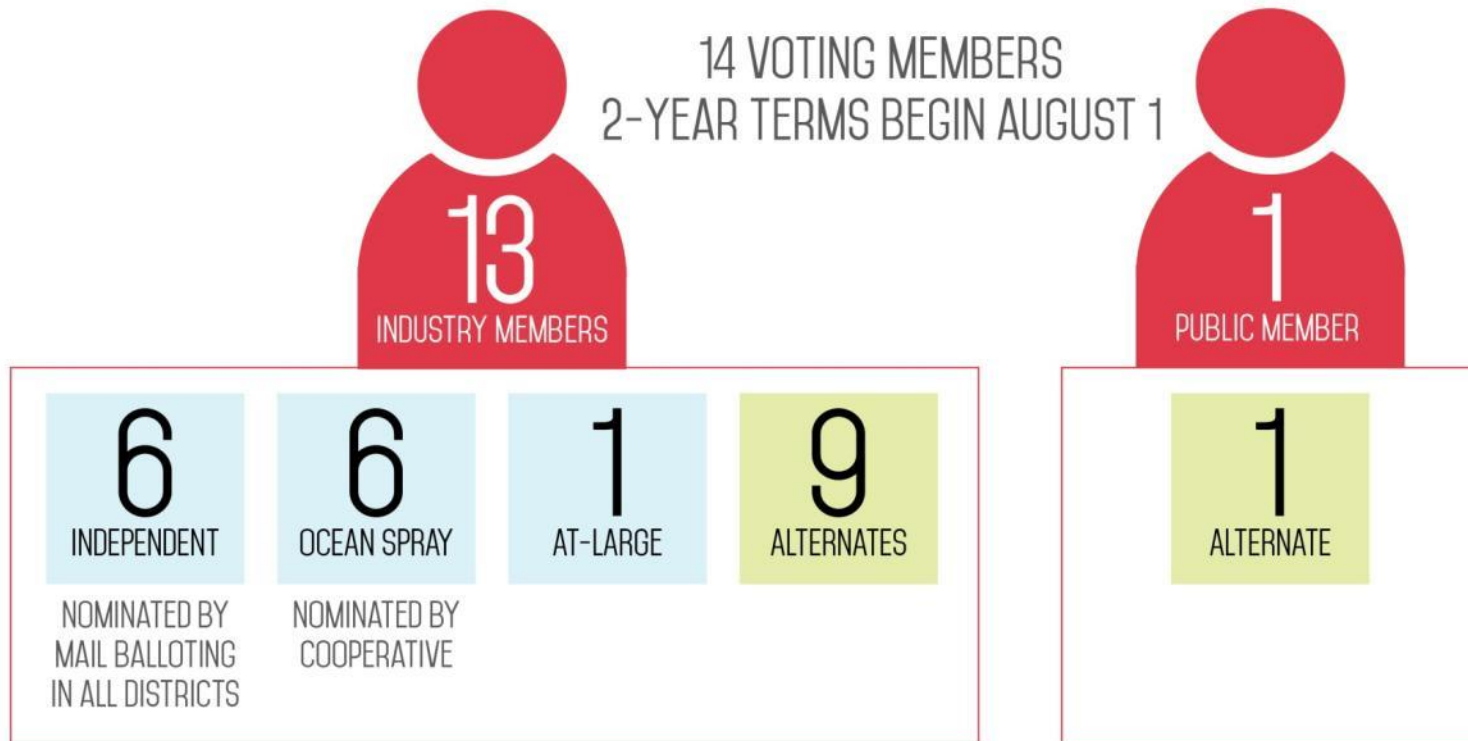 14 VOTING MEMBERS
2-YEAR TERMS BEGIN AUGUST 1
13
INDUSTRY MEMBERS
6
INDEPENDENT
NOMINATED BY
MAIL BALLOTING
IN ALL DISTRICTS
6
OCEAN SPRAY
NOMINATED BY
COOPERATIVE
1
AT-LARGE
9
ALTERNATES
1
PUBLIC MEMBER
1
ALTERNATE